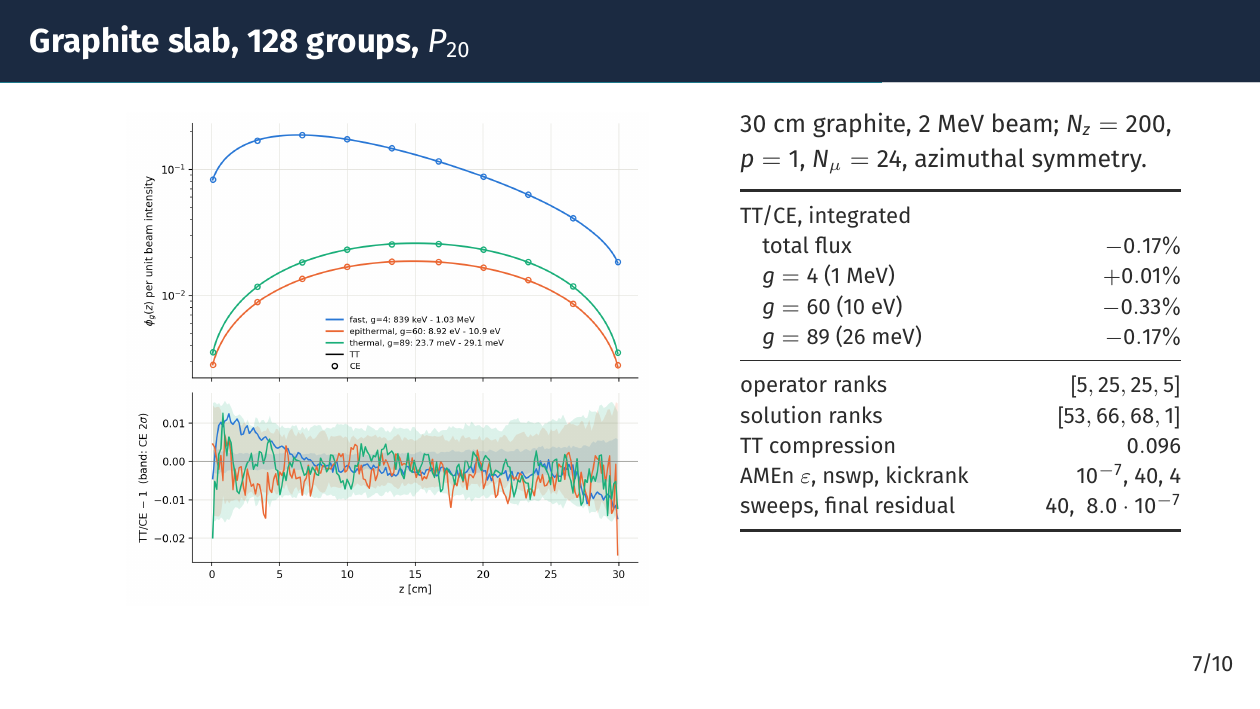 Graphite slab, 128 groups, P₂₀
10⁻¹
10⁻²
ϕg(z) per unit beam intensity
fast, g=4: 839 keV - 1.03 MeV
epithermal, g=60: 8.92 eV - 10.9 eV
thermal, g=89: 23.7 meV - 29.1 meV
TT
CE
0.01
0.00
−0.01
−0.02
TT/CE − 1 (band: CE 2σ)
0 5 10 15 20 25 30
z [cm]
30 cm graphite, 2 MeV beam; Nz = 200,
p = 1, Nμ = 24, azimuthal symmetry.
TT/CE, integrated
total flux −0.17%
g = 4 (1 MeV) +0.01%
g = 60 (10 eV) −0.33%
g = 89 (26 meV) −0.17%
operator ranks [5, 25, 25, 5]
solution ranks [53, 66, 68, 1]
TT compression 0.096
AMEn ε, nswp, kickrank 10⁻⁷, 40, 4
sweeps, final residual 40, 8.0 · 10⁻⁷
7/10